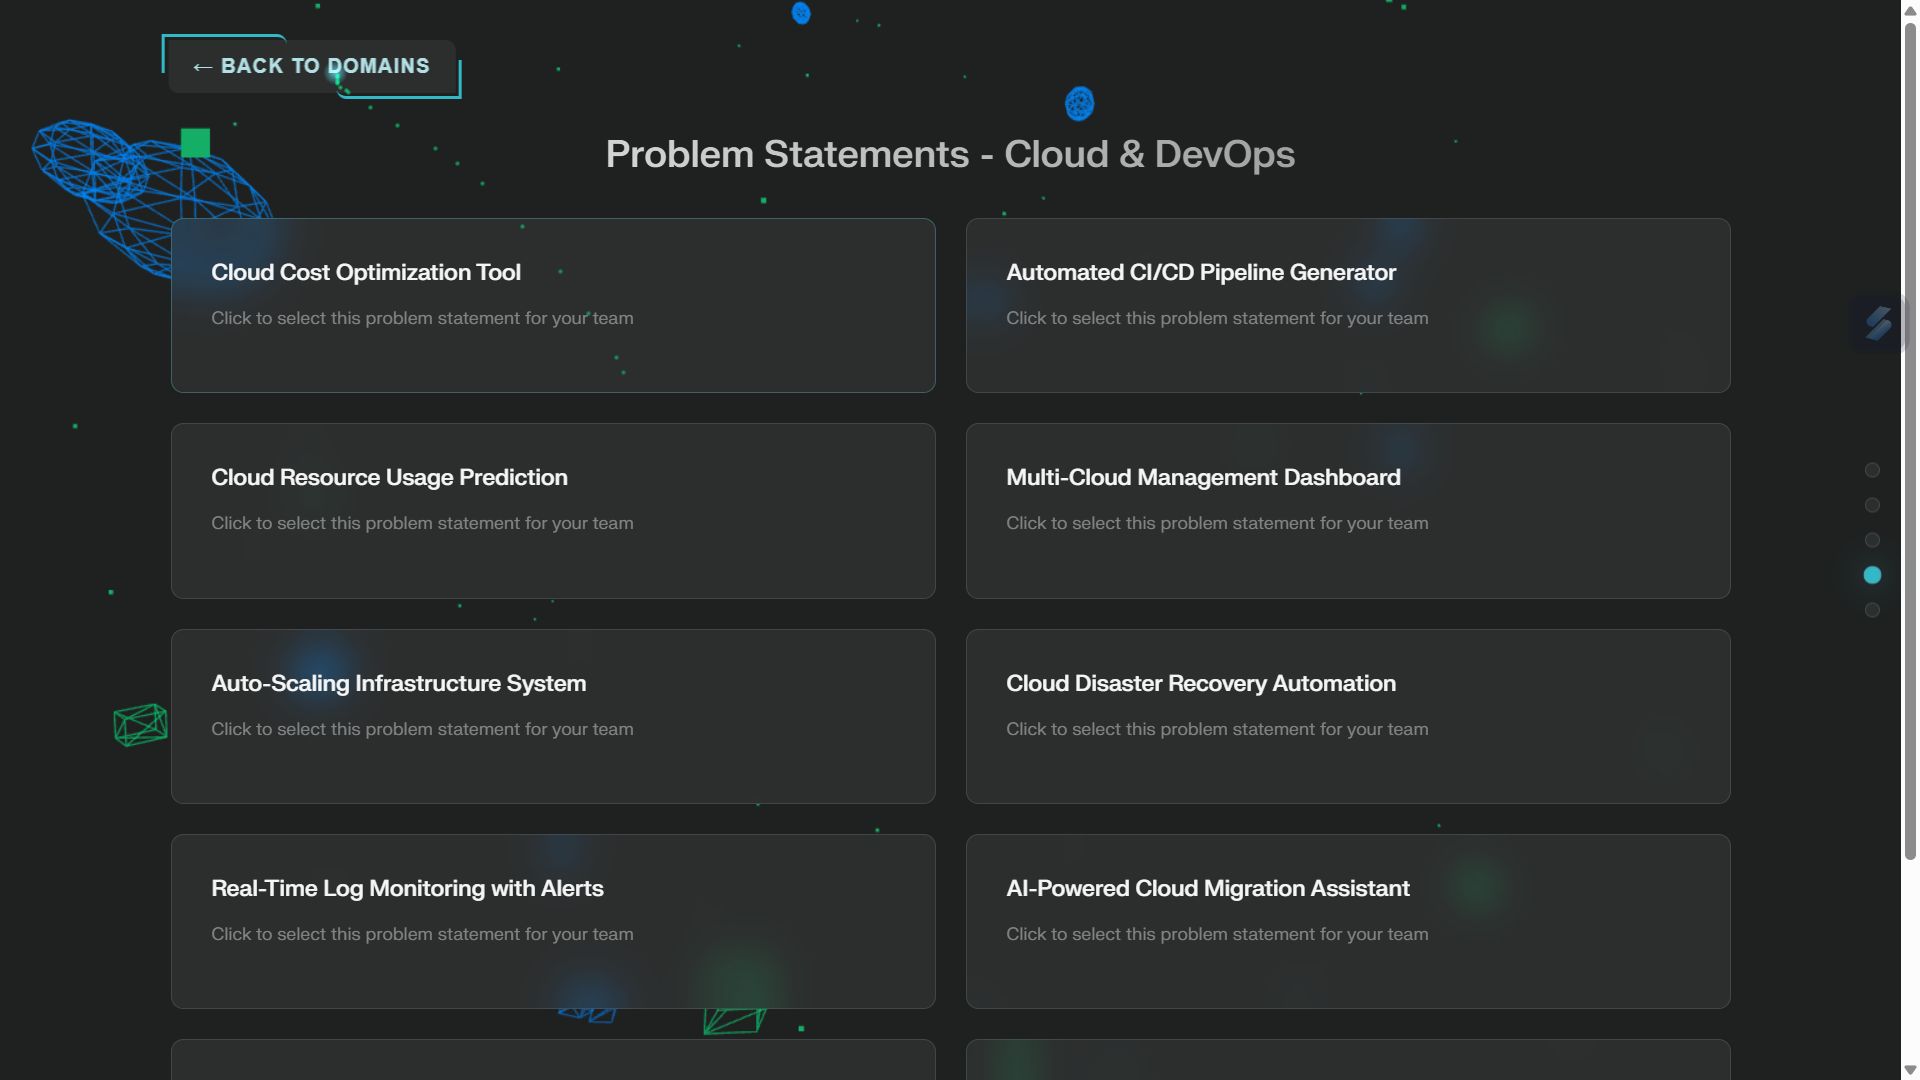 ← BACK TO DOMAINS
Problem Statements - Cloud & DevOps
Cloud Cost Optimization Tool
Click to select this problem statement for your team
Automated CI/CD Pipeline Generator
Click to select this problem statement for your team
Cloud Resource Usage Prediction
Click to select this problem statement for your team
Multi-Cloud Management Dashboard
Click to select this problem statement for your team
Auto-Scaling Infrastructure System
Click to select this problem statement for your team
Cloud Disaster Recovery Automation
Click to select this problem statement for your team
Real-Time Log Monitoring with Alerts
Click to select this problem statement for your team
AI-Powered Cloud Migration Assistant
Click to select this problem statement for your team